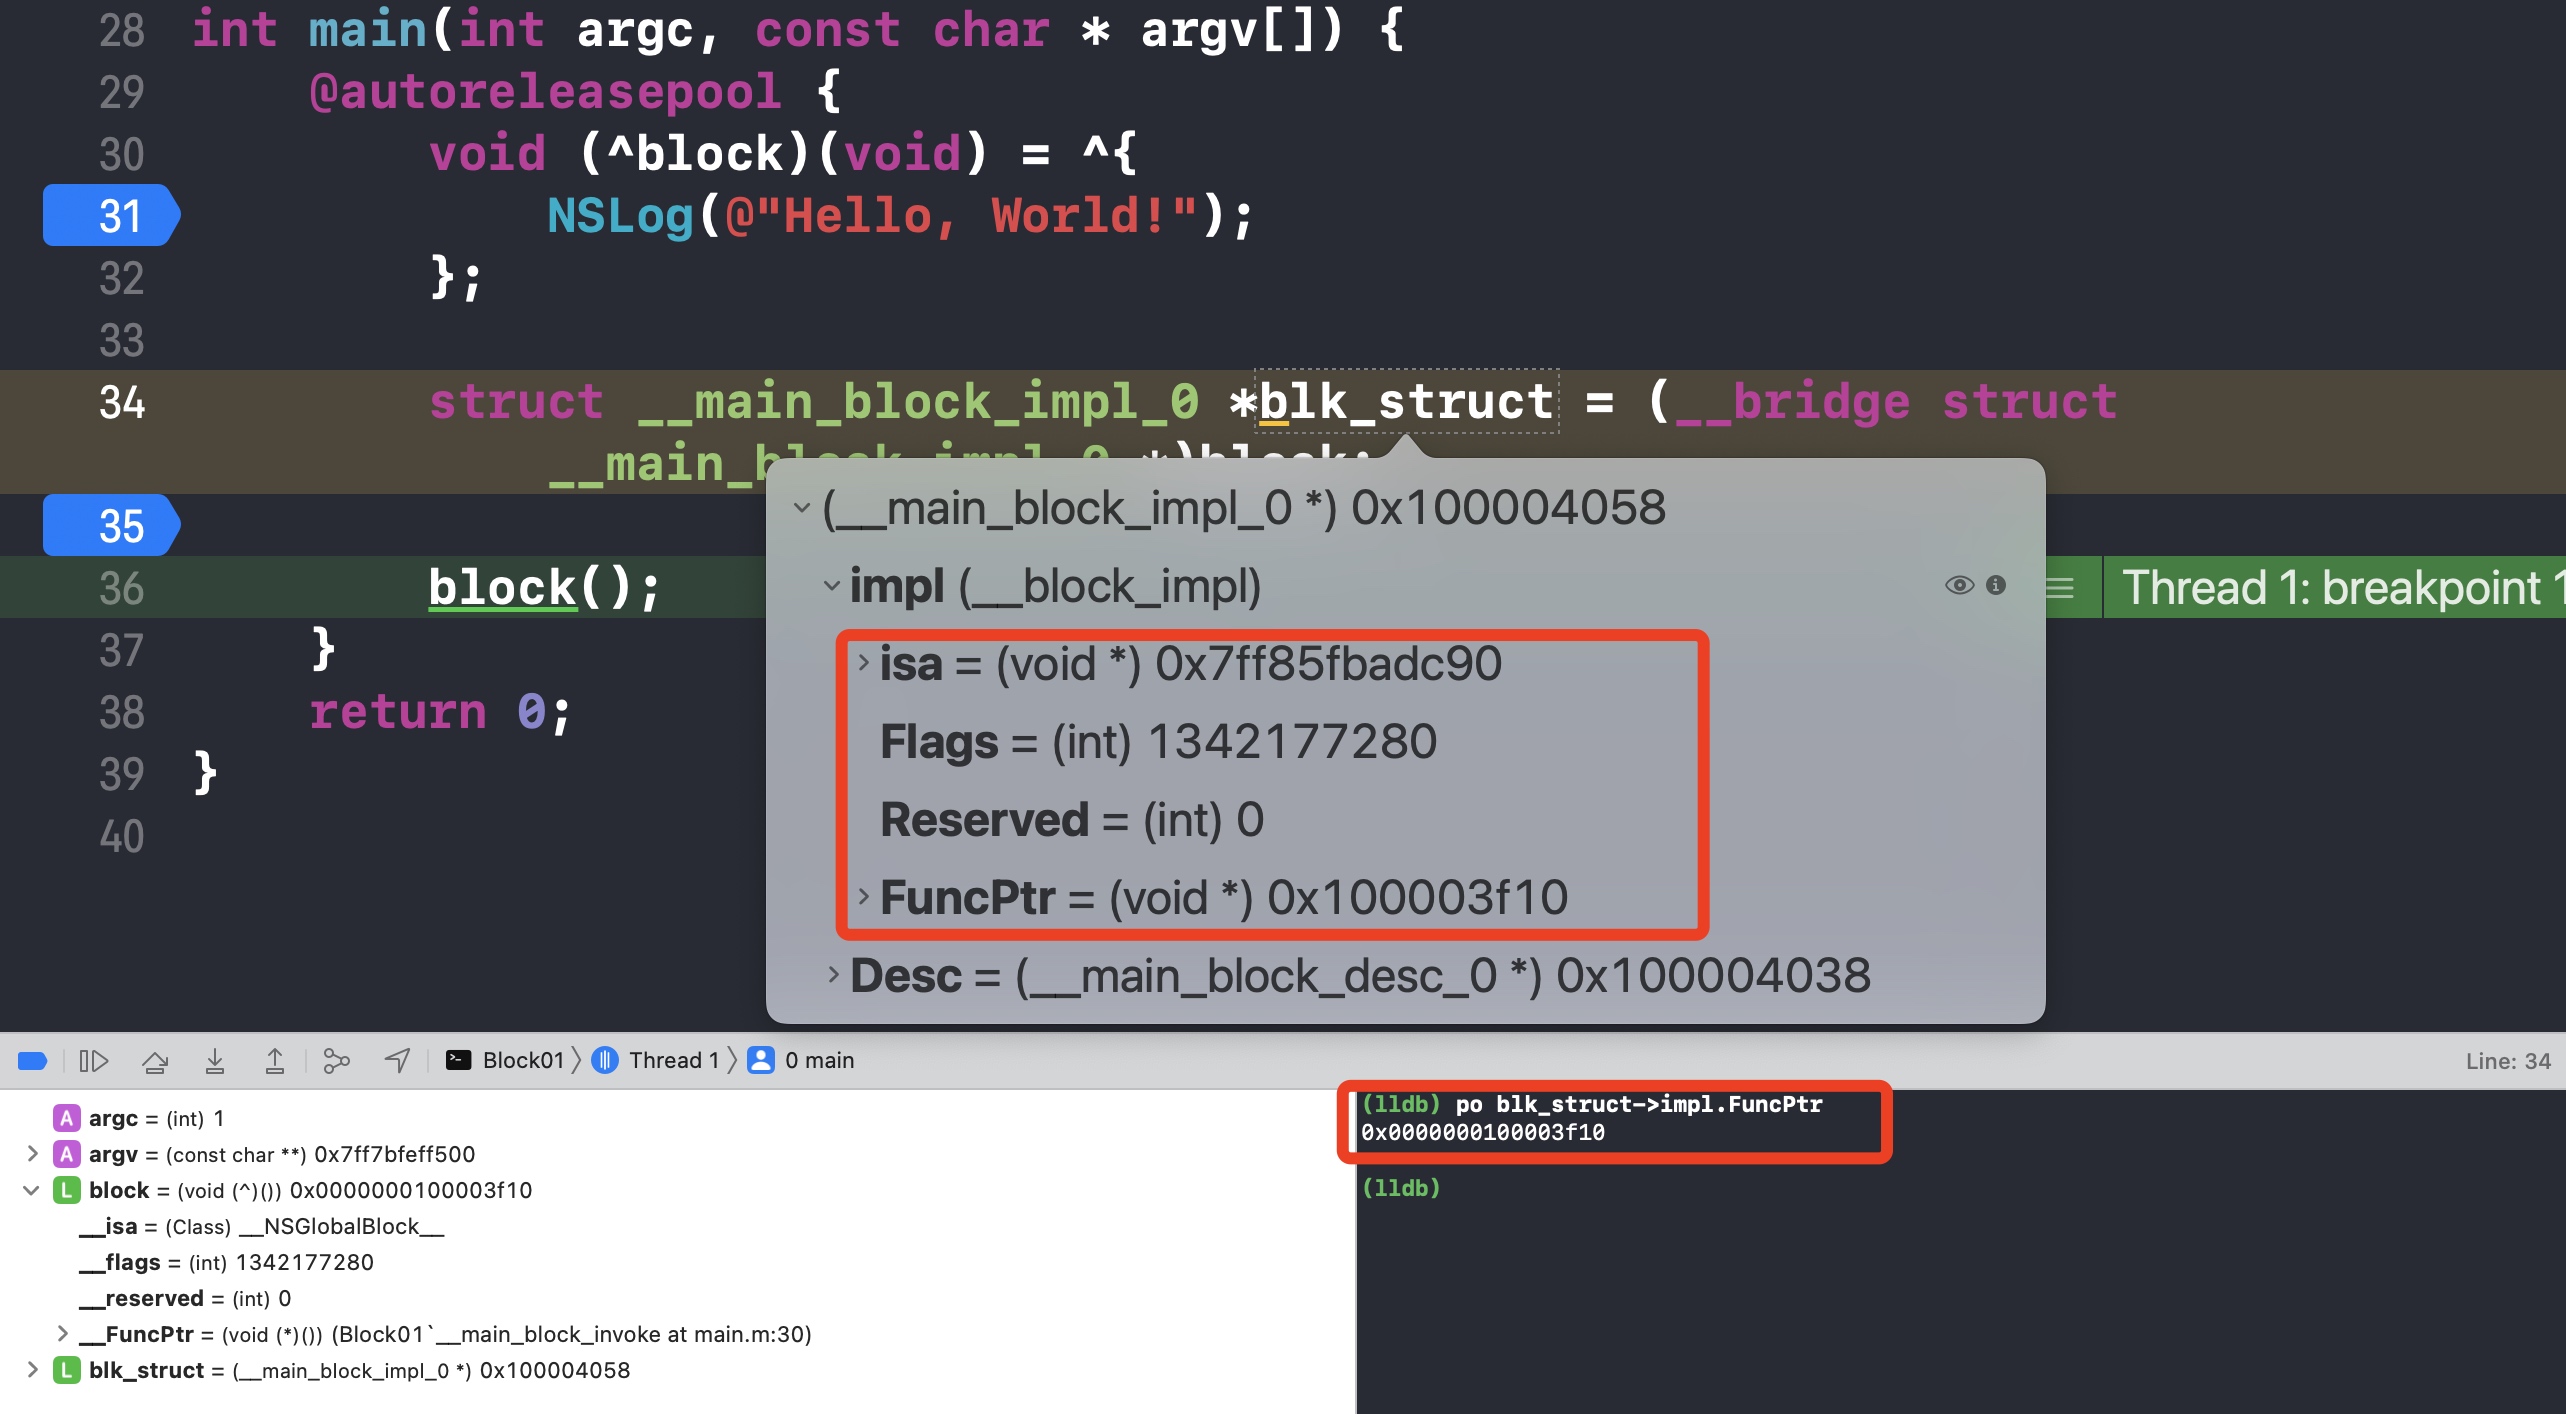 28 int main(int argc, const char * argv[]) {
29 @autoreleasepool {
30 void (^block)(void) = ^{
31 NSLog(@"Hello, World!");
32 };
33
34 struct __main_block_impl_0 *blk_struct = (__bridge struct
__main_block_impl_0 *)block;
35
36 block();
Thread 1: breakpoint 1
37 }
38 return 0;
39 }
40
(__main_block_impl_0 *) 0x100004058
impl (__block_impl)
isa = (void *) 0x7ff85fbadc90
Flags = (int) 1342177280
Reserved = (int) 0
FuncPtr = (void *) 0x100003f10
Desc = (__main_block_desc_0 *) 0x100004038
Block01 Thread 1 0 main
Line: 34
A argc = (int) 1
A argv = (const char **) 0x7ff7bfeff500
L block = (void (^)()) 0x0000000100003f10
__isa = (Class) __NSGlobalBlock__
__flags = (int) 1342177280
__reserved = (int) 0
__FuncPtr = (void (*)()) (Block01`__main_block_invoke at main.m:30)
L blk_struct = (__main_block_impl_0 *) 0x100004058
(lldb) po blk_struct->impl.FuncPtr
0x0000000100003f10
(lldb)